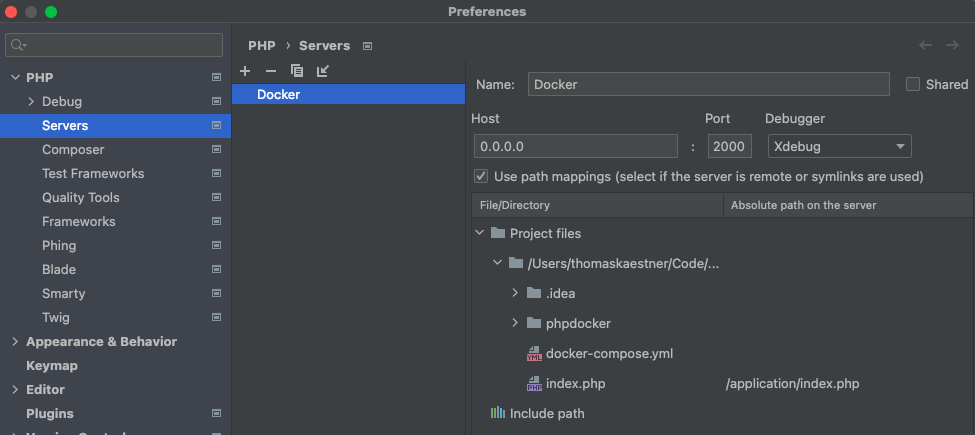 Preferences
PHP
Debug
Servers
Composer
Test Frameworks
Quality Tools
Frameworks
Phing
Blade
Smarty
Twig
Appearance & Behavior
Keymap
Editor
Plugins
PHP › Servers
Docker
Name: Docker Shared
Host Port Debugger
0.0.0.0 : 2000 Xdebug
Use path mappings (select if the server is remote or symlinks are used)
File/Directory Absolute path on the server
Project files
/Users/thomaskaestner/Code/...
.idea
phpdocker
YML docker-compose.yml
PHP index.php /application/index.php
Include path